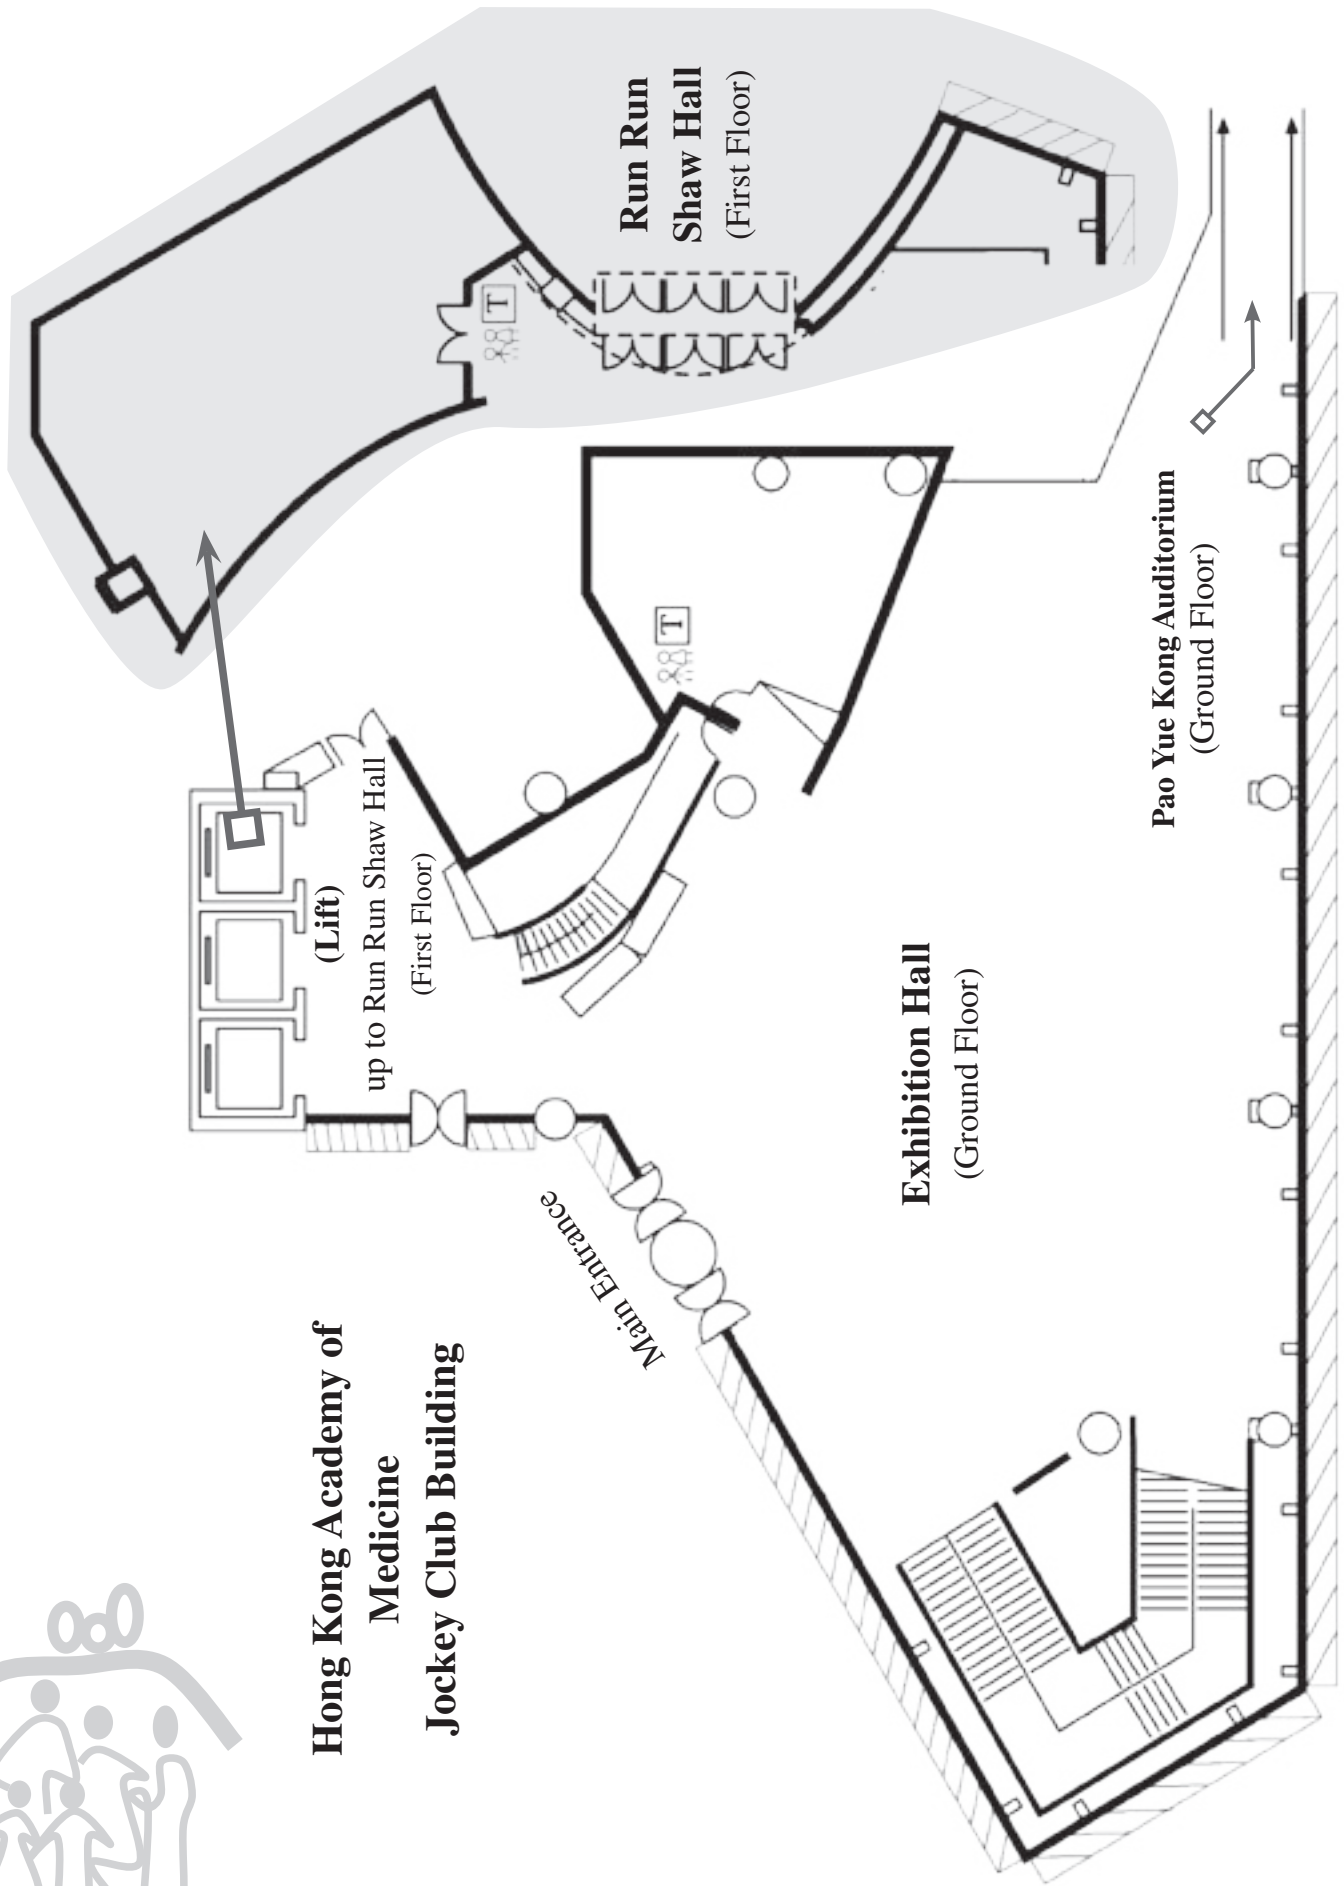 Hong Kong Academy of
Medicine
Jockey Club Building
Main Entrance
(Lift)
up to Run Run Shaw Hall
(First Floor)
Run Run
Shaw Hall
(First Floor)
T
T
Exhibition Hall
(Ground Floor)
Pao Yue Kong Auditorium
(Ground Floor)